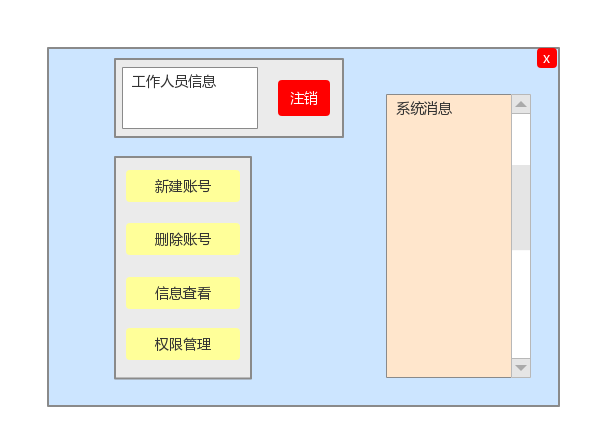 x
工作人员信息
注销
系统消息
新建账号
删除账号
信息查看
权限管理